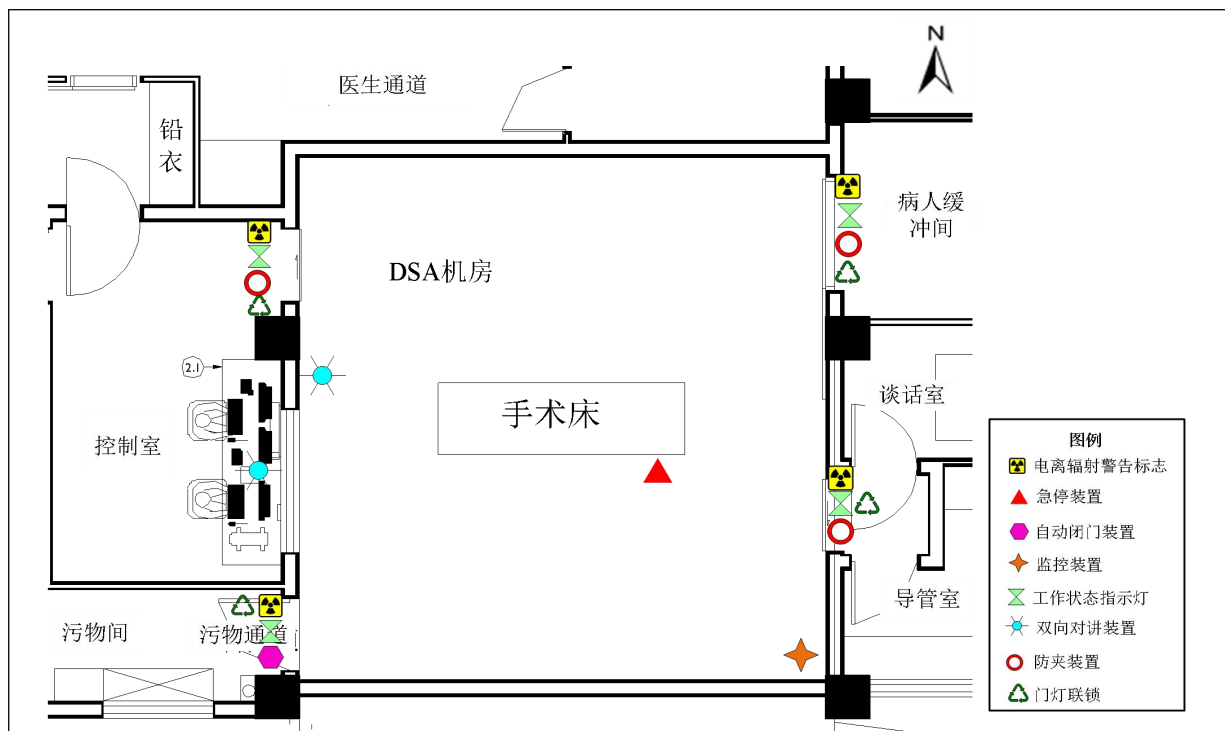 N
医生通道
铅
衣
病人缓
冲间
DSA机房
2.1
手术床
谈话室
控制室
导管室
污物间
污物通道
图例
电离辐射警告标志
急停装置
自动闭门装置
监控装置
工作状态指示灯
双向对讲装置
防夹装置
门灯联锁